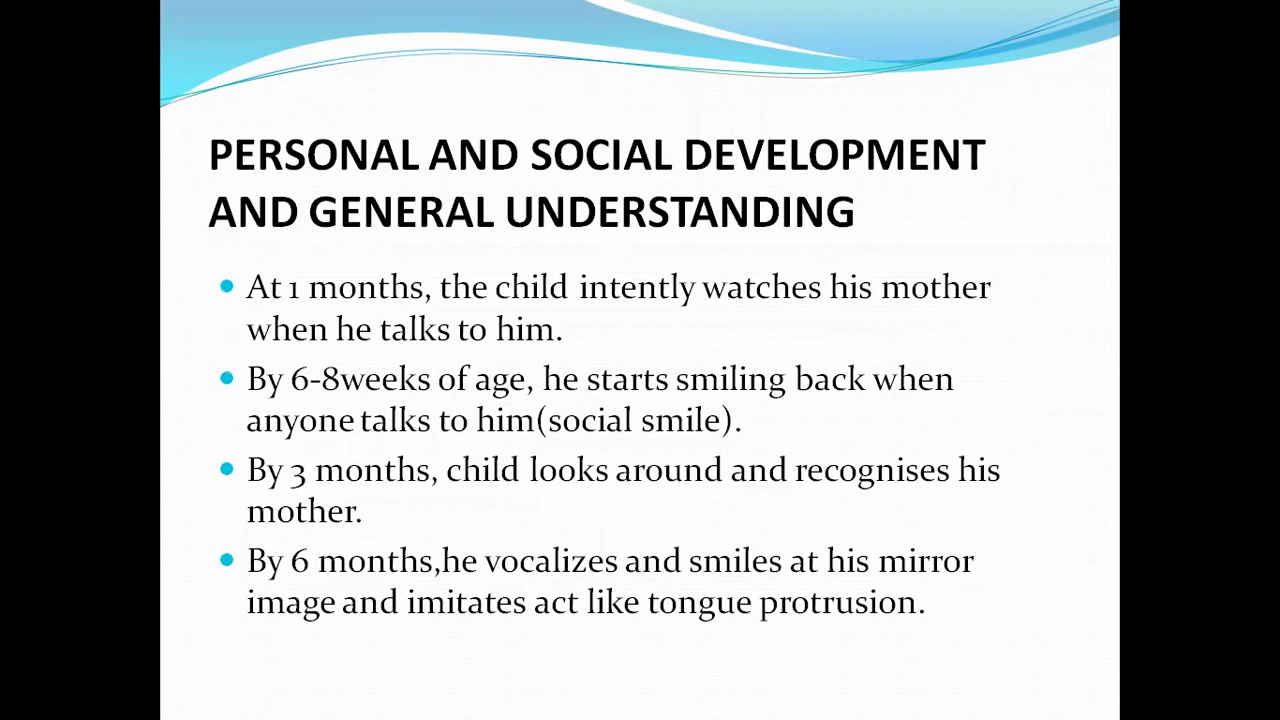 PERSONAL AND SOCIAL DEVELOPMENT
AND GENERAL UNDERSTANDING
• At 1 months, the child intently watches his mother
when he talks to him.
• By 6-8weeks of age, he starts smiling back when
anyone talks to him(social smile).
• By 3 months, child looks around and recognises his
mother.
• By 6 months,he vocalizes and smiles at his mirror
image and imitates act like tongue protrusion.